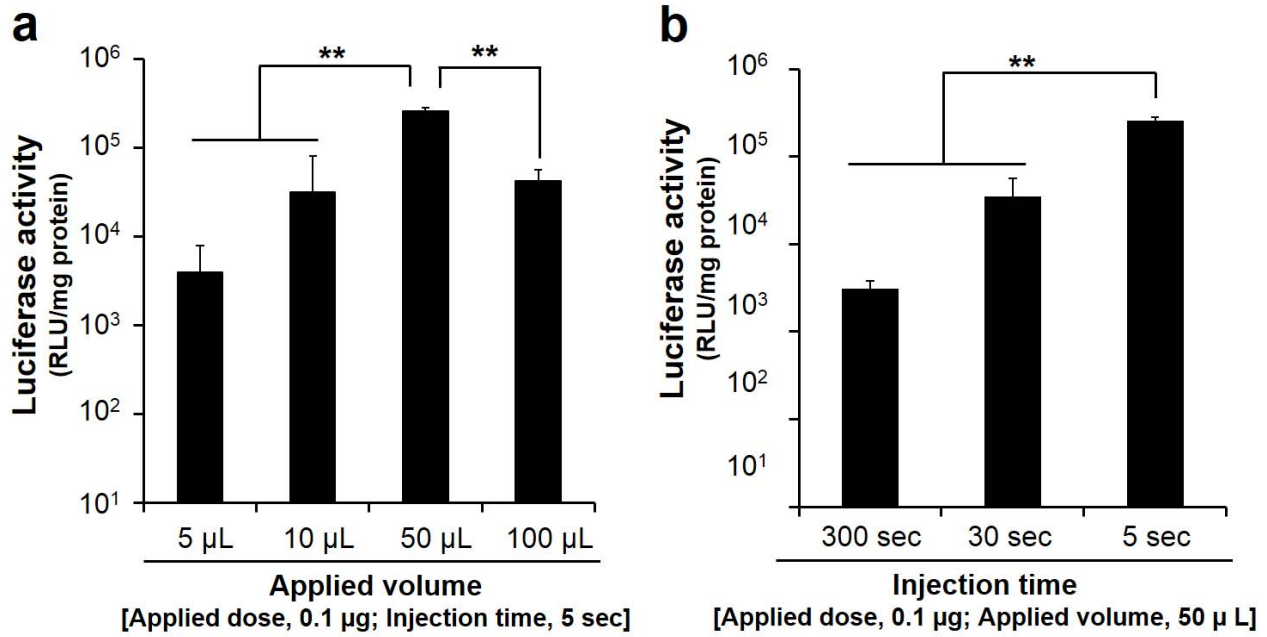 a
10⁶
10⁵
10⁴
10³
10²
10¹
Luciferase activity
(RLU/mg protein)
**
**
5 µL
10 µL
50 µL
100 µL
Applied volume
[Applied dose, 0.1 µg; Injection time, 5 sec]
b
10⁶
10⁵
10⁴
10³
10²
10¹
Luciferase activity
(RLU/mg protein)
**
300 sec
30 sec
5 sec
Injection time
[Applied dose, 0.1 µg; Applied volume, 50 µ L]